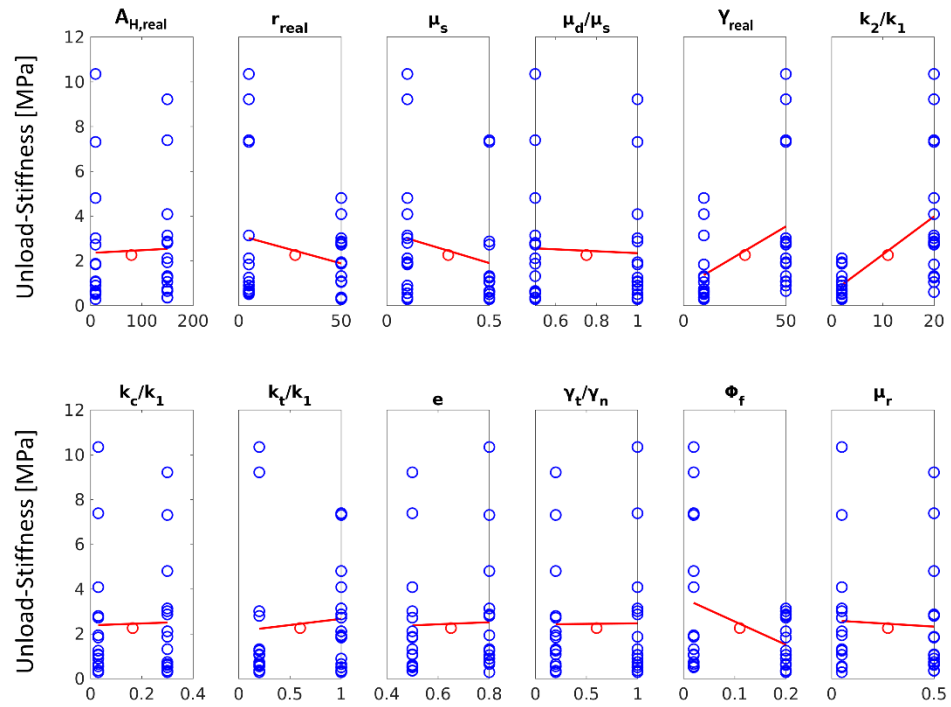 A_H,real r_real μ_s μ_d/μ_s Y_real k_2/k_1
Unload-Stiffness [MPa]
12
10
8
6
4
2
0
0 100 200 0 50 0 0.5 0.6 0.8 1 0 50 0 10 20
k_c/k_1 k_t/k_1 e γ_t/γ_n Φ_f μ_r
Unload-Stiffness [MPa]
12
10
8
6
4
2
0
0 0.2 0.4 0 0.5 1 0.4 0.6 0.8 0 0.5 1 0 0.1 0.2 0 0.5